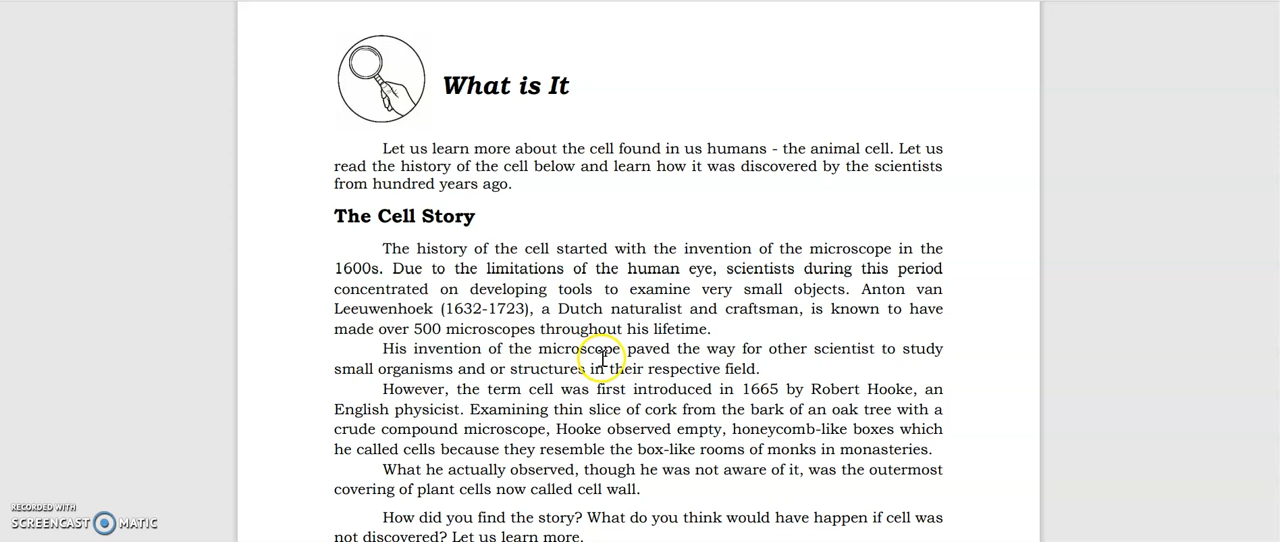 What is It
Let us learn more about the cell found in us humans - the animal cell. Let us
read the history of the cell below and learn how it was discovered by the scientists
from hundred years ago.
The Cell Story
The history of the cell started with the invention of the microscope in the
1600s. Due to the limitations of the human eye, scientists during this period
concentrated on developing tools to examine very small objects. Anton van
Leeuwenhoek (1632-1723), a Dutch naturalist and craftsman, is known to have
made over 500 microscopes throughout his lifetime.
His invention of the microscope paved the way for other scientist to study
small organisms and or structures in their respective field.
However, the term cell was first introduced in 1665 by Robert Hooke, an
English physicist. Examining thin slice of cork from the bark of an oak tree with a
crude compound microscope, Hooke observed empty, honeycomb-like boxes which
he called cells because they resemble the box-like rooms of monks in monasteries.
What he actually observed, though he was not aware of it, was the outermost
covering of plant cells now called cell wall.
How did you find the story? What do you think would have happen if cell was
not discovered? Let us learn more.
RECORDED WITH
SCREENCAST MATIC